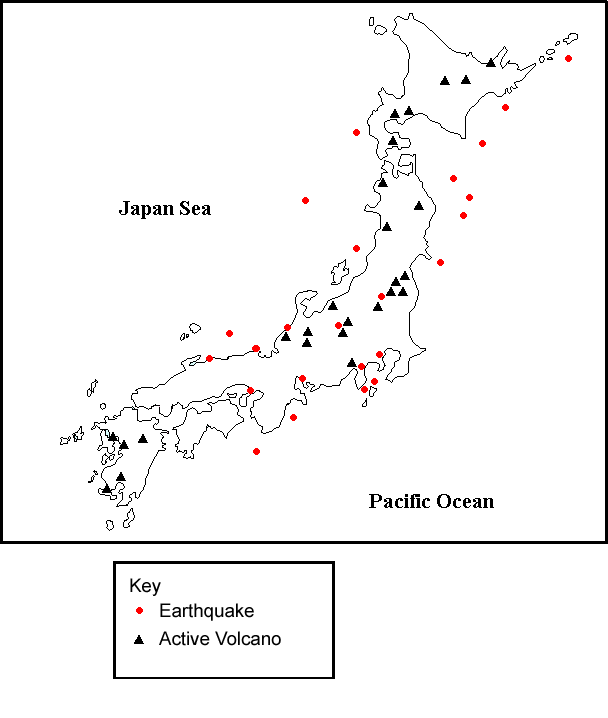 Japan Sea
Pacific Ocean
Key
Earthquake
Active Volcano